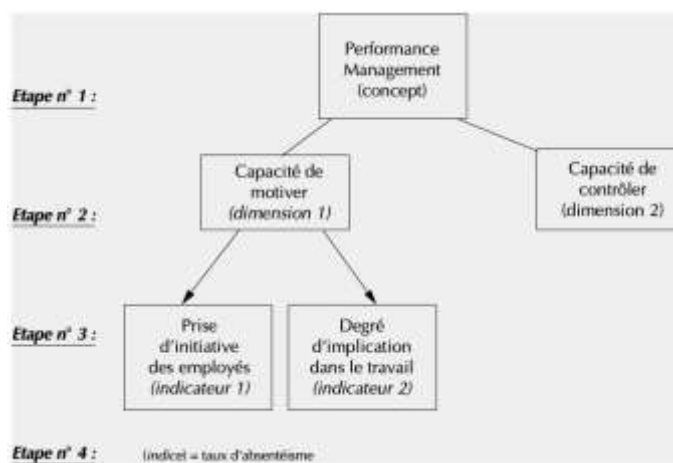 Performance
Management
(concept)
Etape n° 1 :
Capacité de
motiver
(dimension 1)
Capacité de
contrôler
(dimension 2)
Etape n° 2 :
Prise
d'initiative
des employés
(indicateur 1)
Degré
d'implication
dans le travail
(indicateur 2)
Etape n° 3 :
Etape n° 4 :
(indice) = taux d'absentéisme